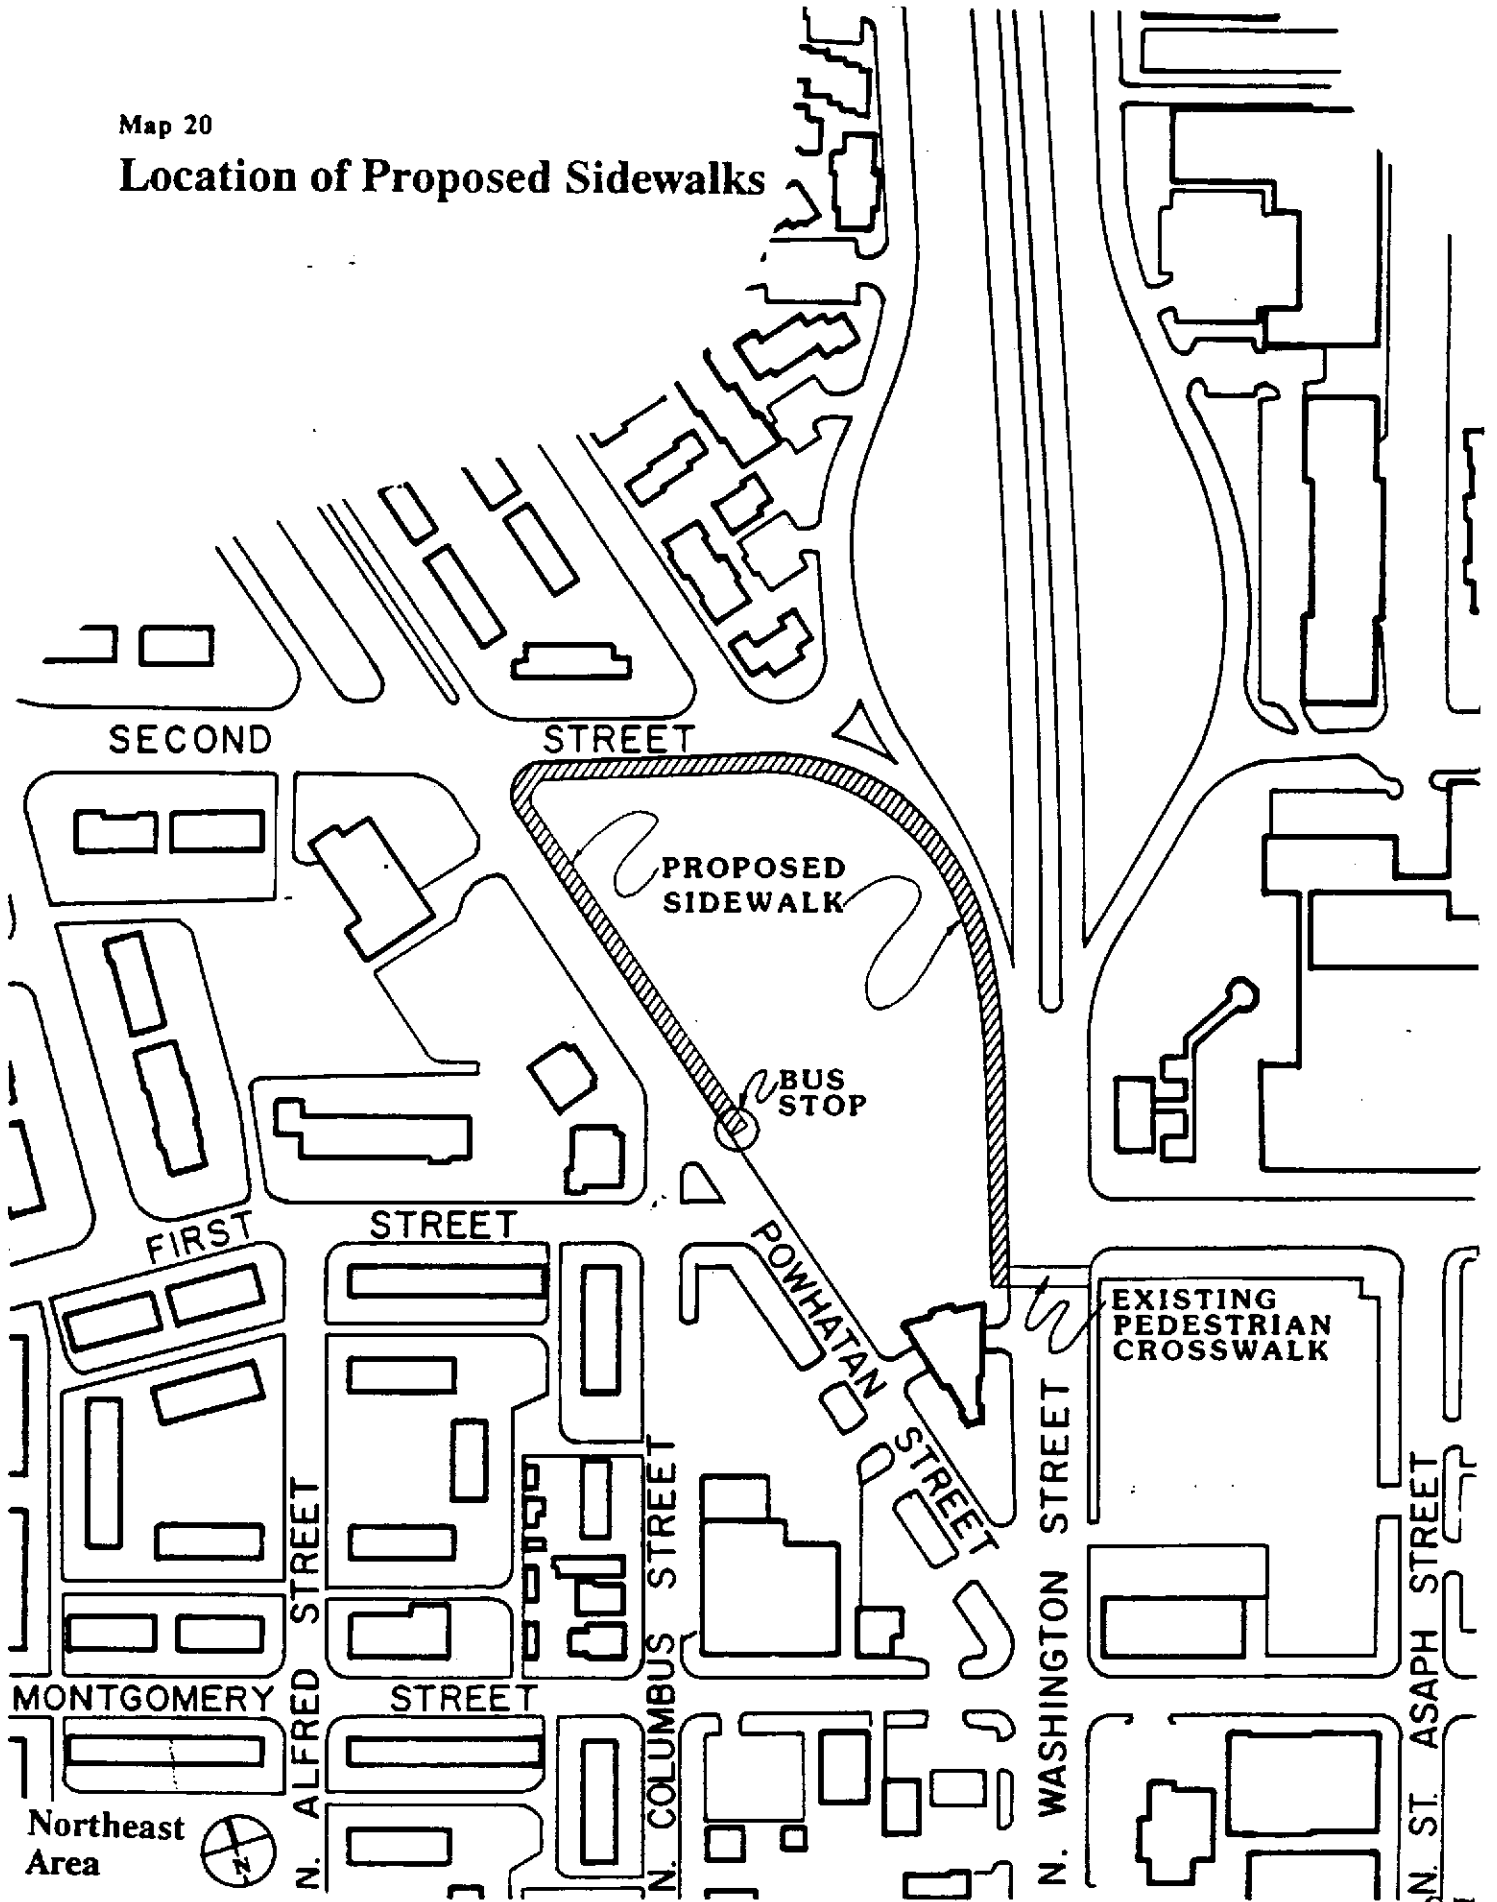 Map 20
Location of Proposed Sidewalks
SECOND STREET
PROPOSED
SIDEWALK
BUS
STOP
FIRST STREET
POWHATAN STREET
EXISTING
PEDESTRIAN
CROSSWALK
MONTGOMERY STREET
N. ALFRED STREET
N. COLUMBUS STREET
N. WASHINGTON STREET
N. ST. ASAPH STREET
Northeast
Area
N